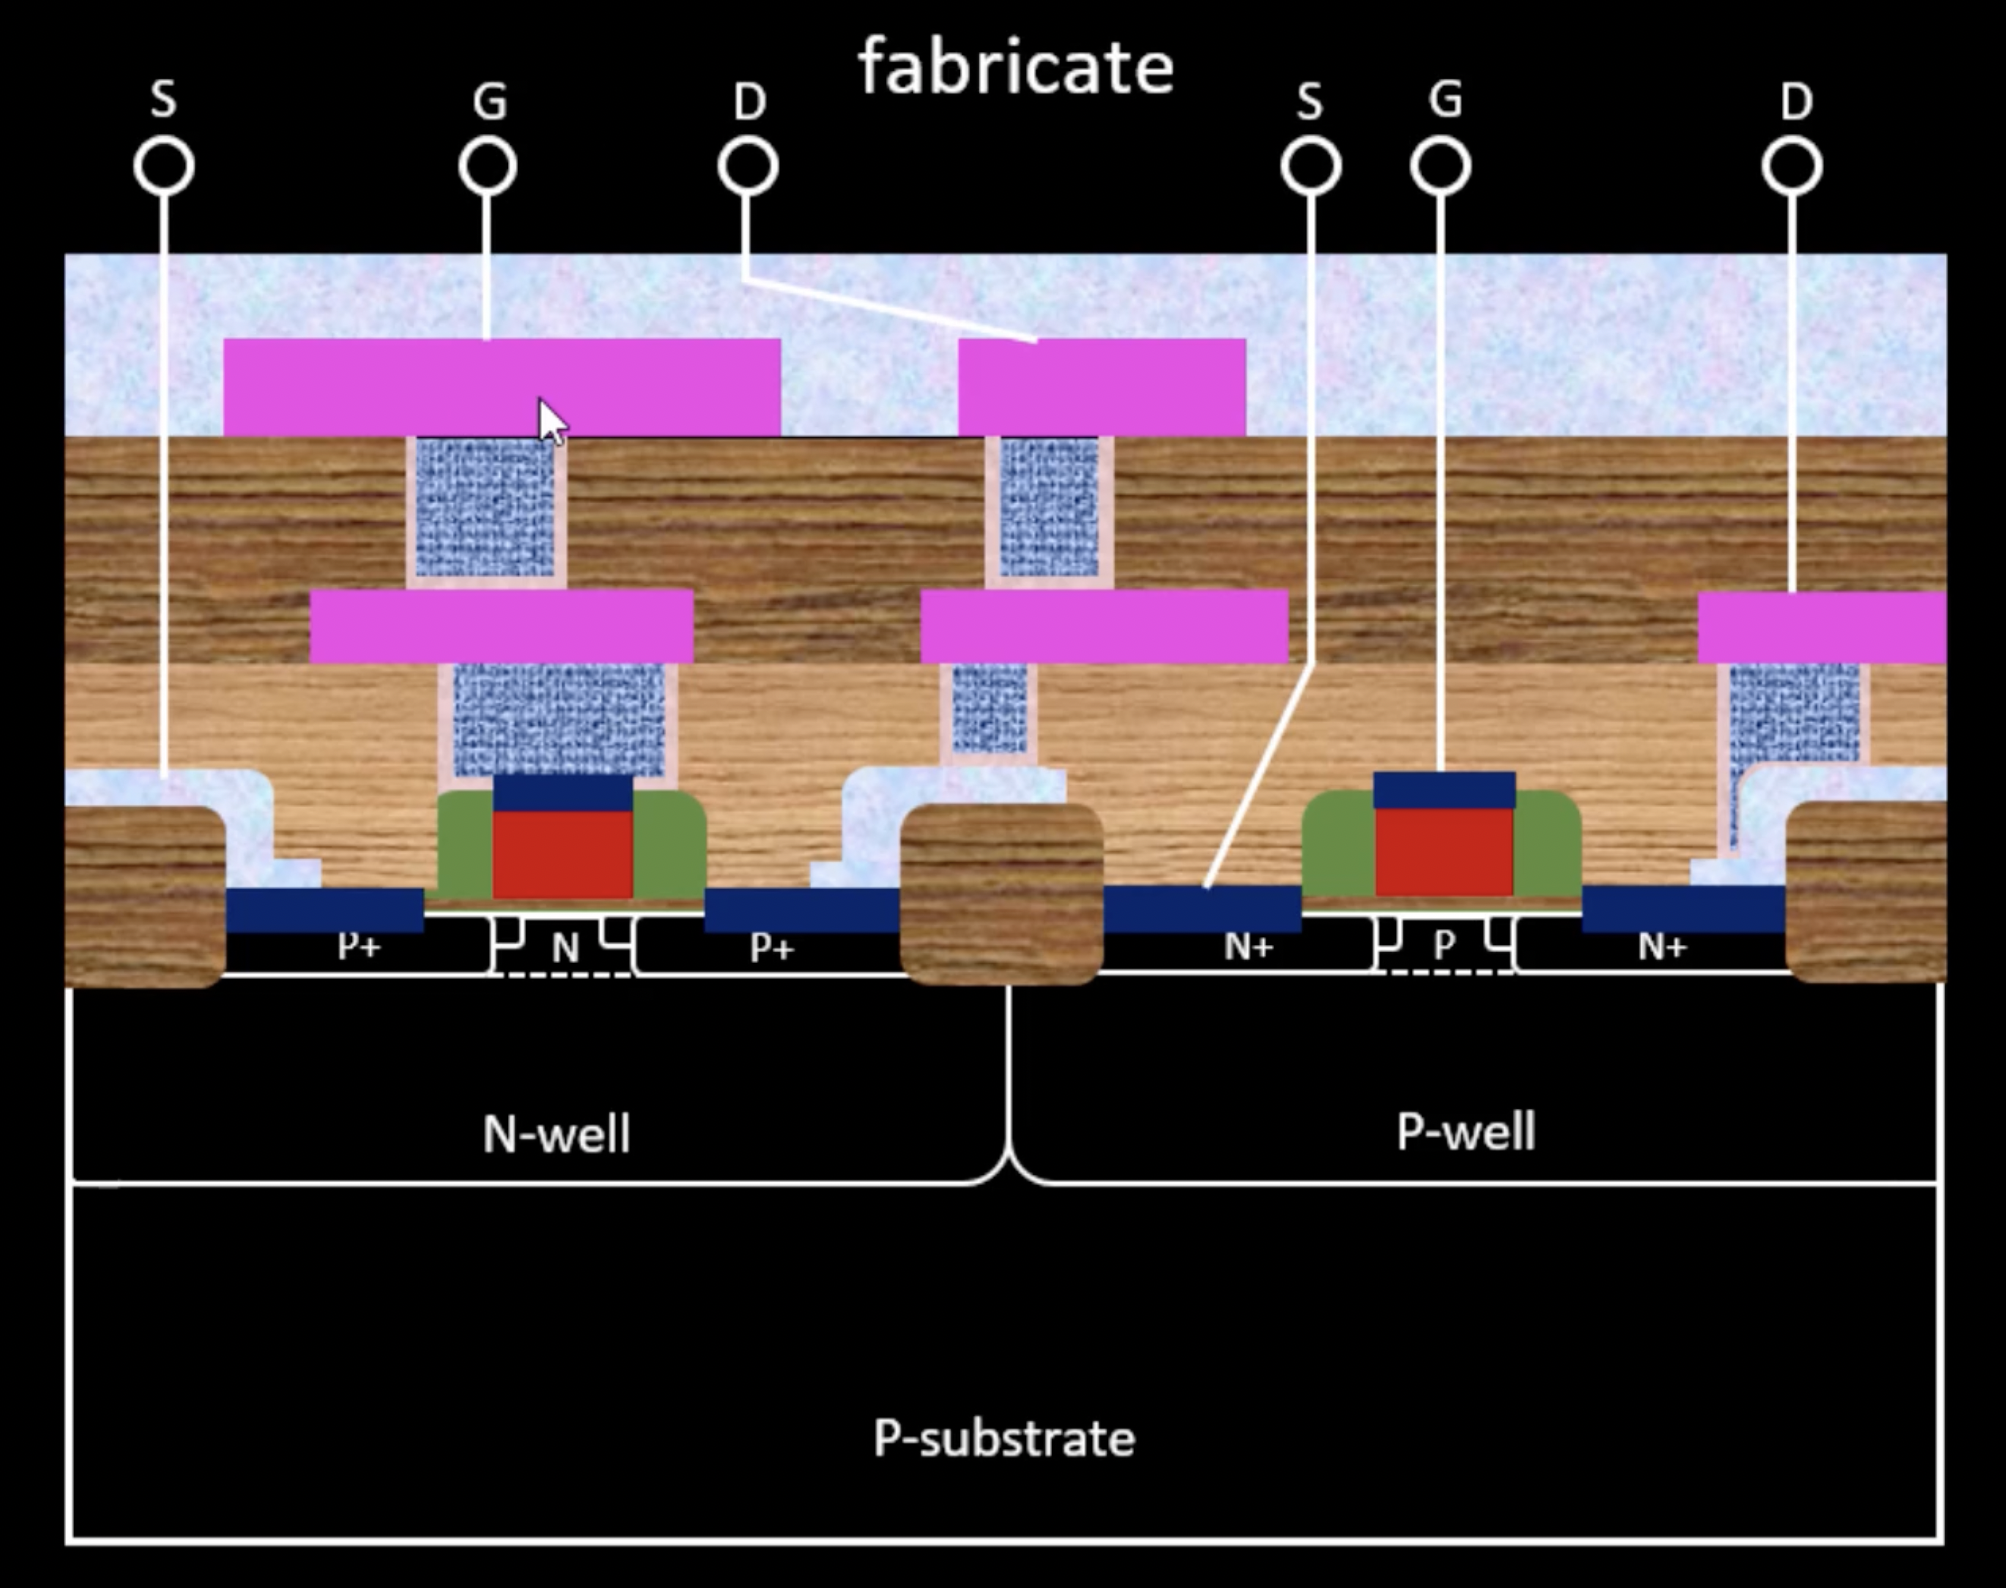 fabricate
S G D S G D
P+ N P+ N+ P N+
N-well P-well
P-substrate